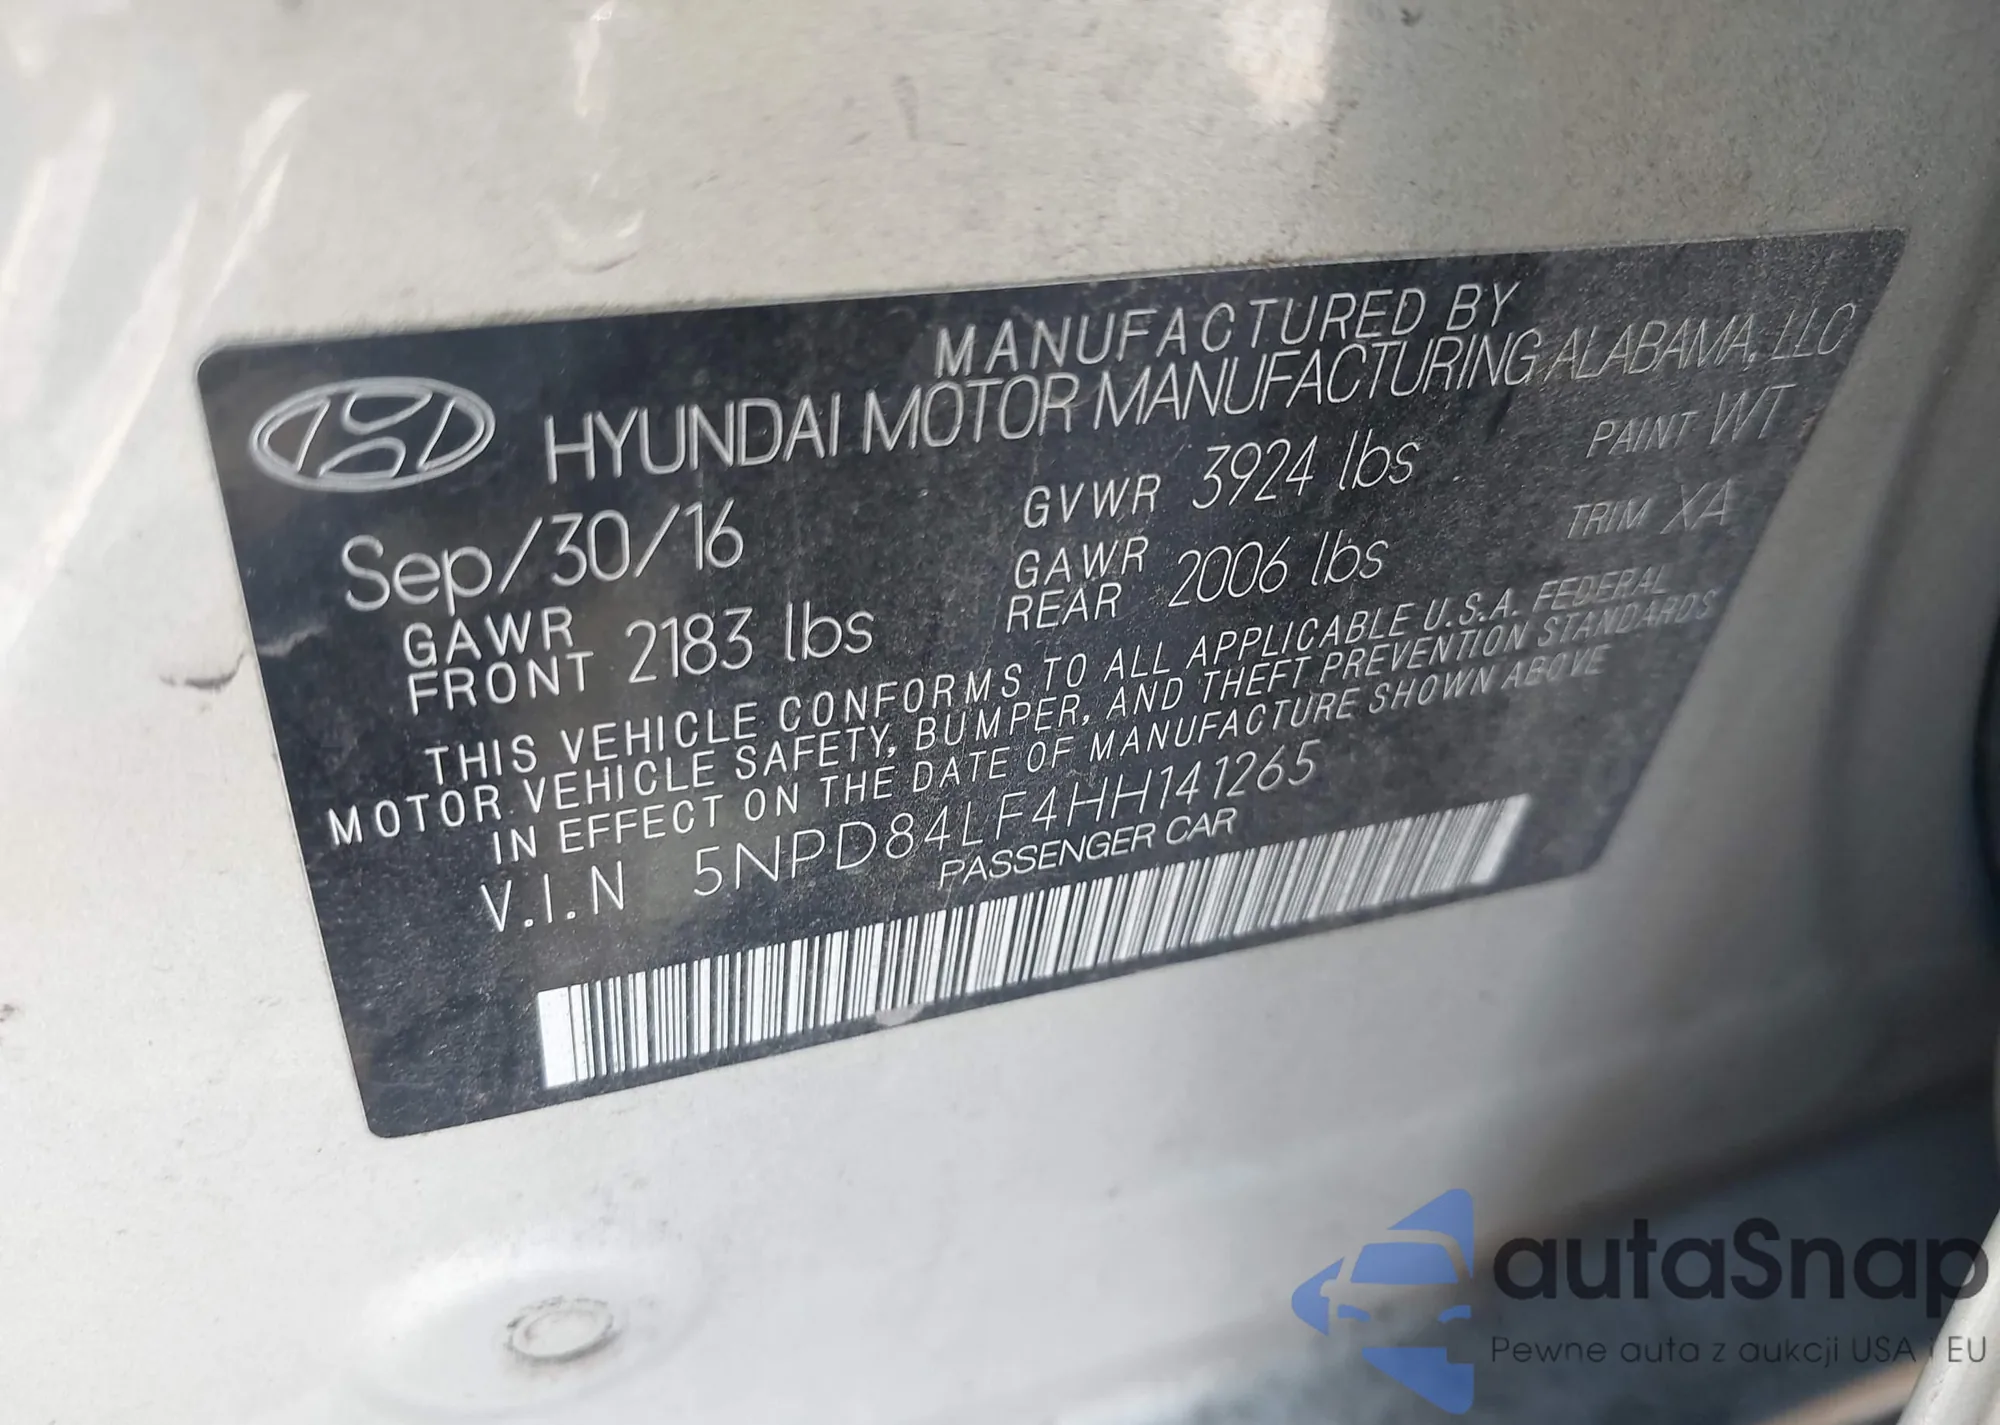 MANUFACTURED BY
HYUNDAI MOTOR MANUFACTURING ALABAMA, LLC
Sep/30/16 GVWR 3924 lbs PAINT WT
GAWR FRONT 2183 lbs GAWR REAR 2006 lbs TRIM XA
THIS VEHICLE CONFORMS TO ALL APPLICABLE U.S.A. FEDERAL
MOTOR VEHICLE SAFETY, BUMPER, AND THEFT PREVENTION STANDARDS
IN EFFECT ON THE DATE OF MANUFACTURE SHOWN ABOVE
V.I.N 5NPD84LF4HH141265
PASSENGER CAR
autaSnap
Pewne auta z aukcji USA i EU